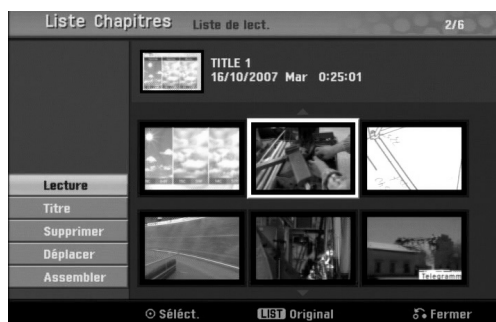 Liste Chapitres Liste de lect. 2/6
TITLE 1
16/10/2007 Mar 0:25:01
Lecture
Titre
Supprimer
Déplacer
Assembler
Telegramm
Séléct. LIST Original Fermer